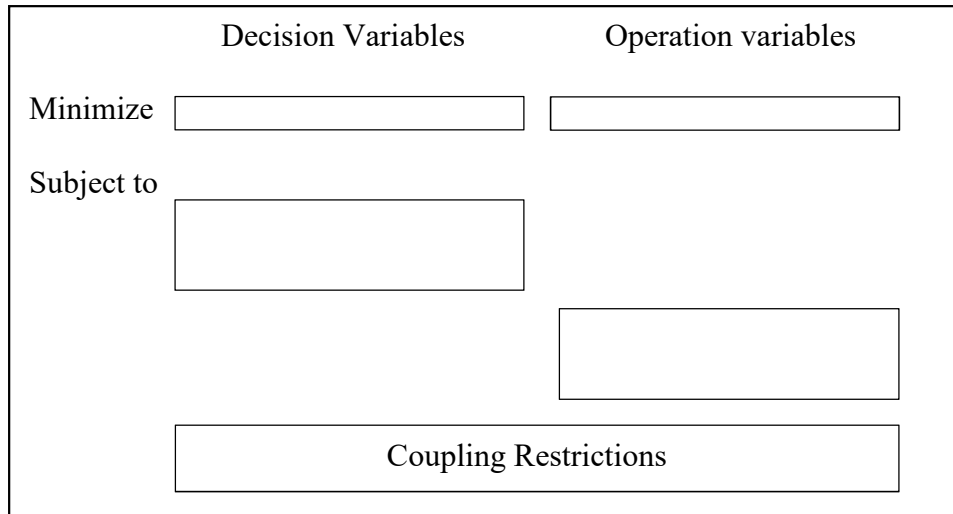 Decision Variables Operation variables
Minimize
Subject to
Coupling Restrictions